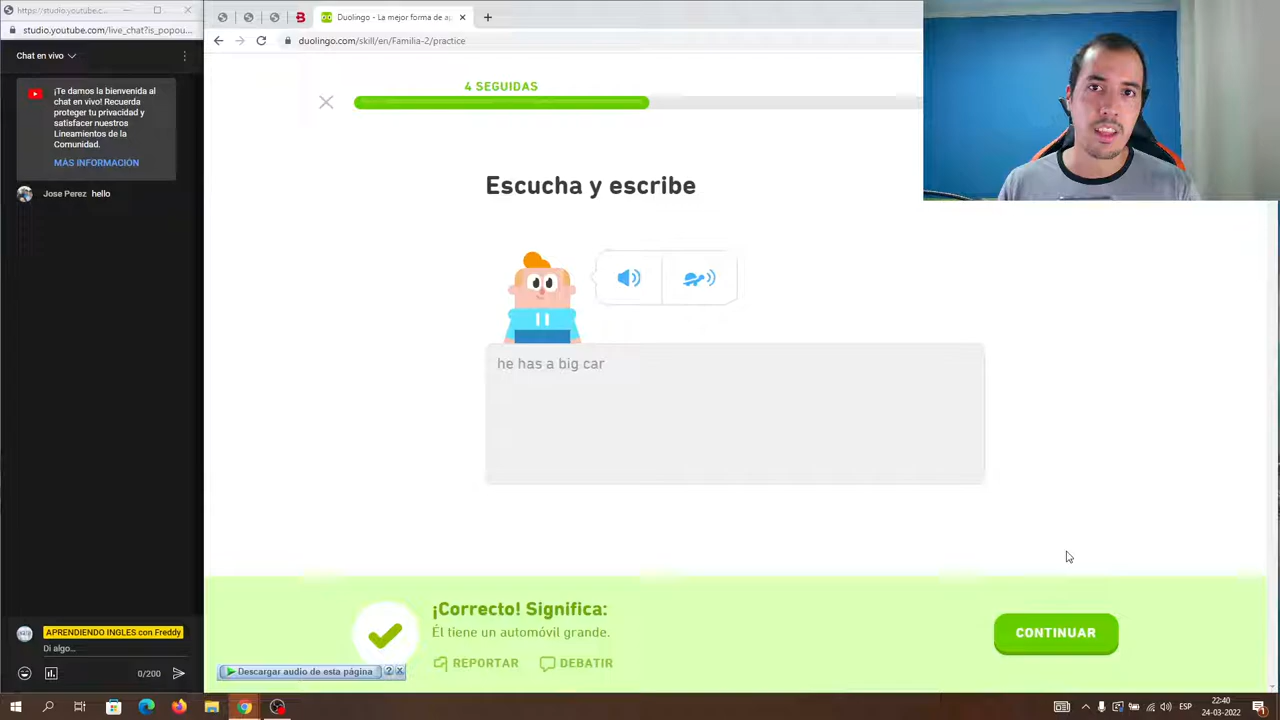 https://studio.youtube.c...
studio.youtube.com/live_chat?is_popou...
Chat en vivo
¡Te damos la bienvenida al
chat en vivo! Recuerda
proteger tu privacidad y
satisfacer nuestros
Lineamientos de la
Comunidad.
MÁS INFORMACIÓN
Jose Perez hello
APRENDIENDO INGLES con Freddy
Di algo...
0/200
Duolingo - La mejor forma de ap
duolingo.com/skill/en/Familia-2/practice
4 SEGUIDAS
Escucha y escribe
he has a big car
¡Correcto! Significa:
Él tiene un automóvil grande.
REPORTAR
DEBATIR
CONTINUAR
Descargar audio de esta página
?
X
ESP
22:40
24-03-2022
1